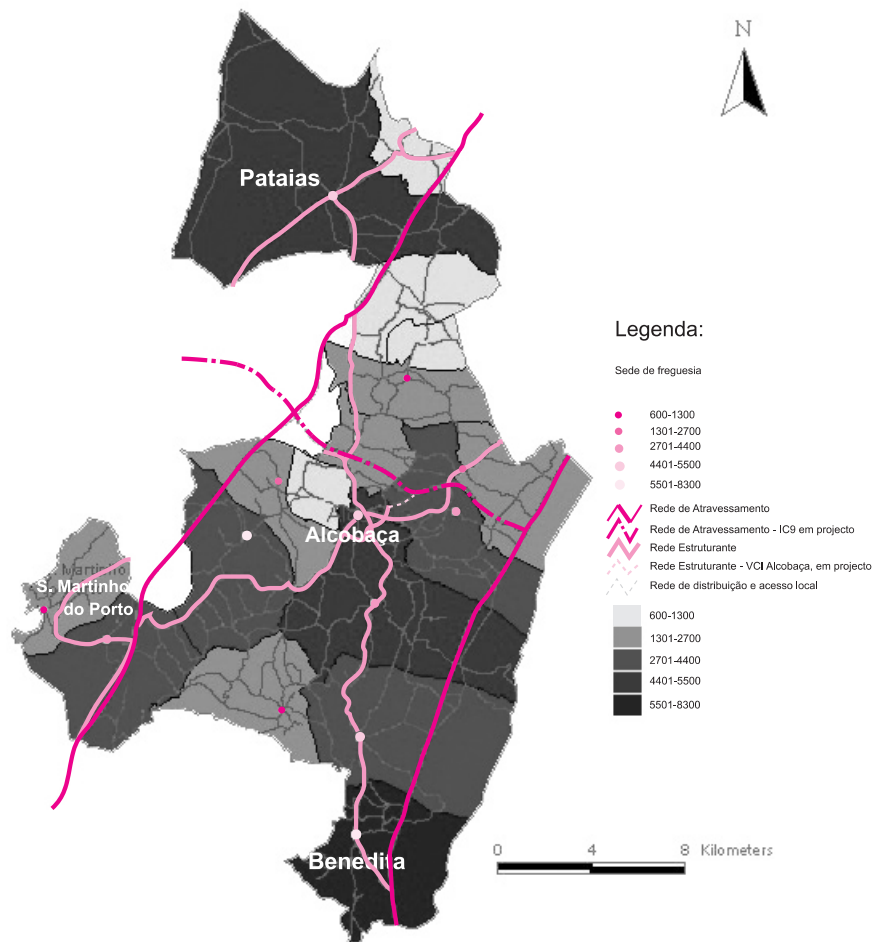 N
Pataias
Legenda:
Sede de freguesia
600-1300
1301-2700
2701-4400
4401-5500
5501-8300
Rede de Atravessamento
Rede de Atravessamento - IC9 em projecto
Rede Estruturante
Rede Estruturante - VCI Alcobaça, em projecto
Rede de distribuição e acesso local
600-1300
1301-2700
2701-4400
4401-5500
5501-8300
Alcobaça
Martinho
S. Martinho
do Porto
Benedita
0 4 8 Kilometers